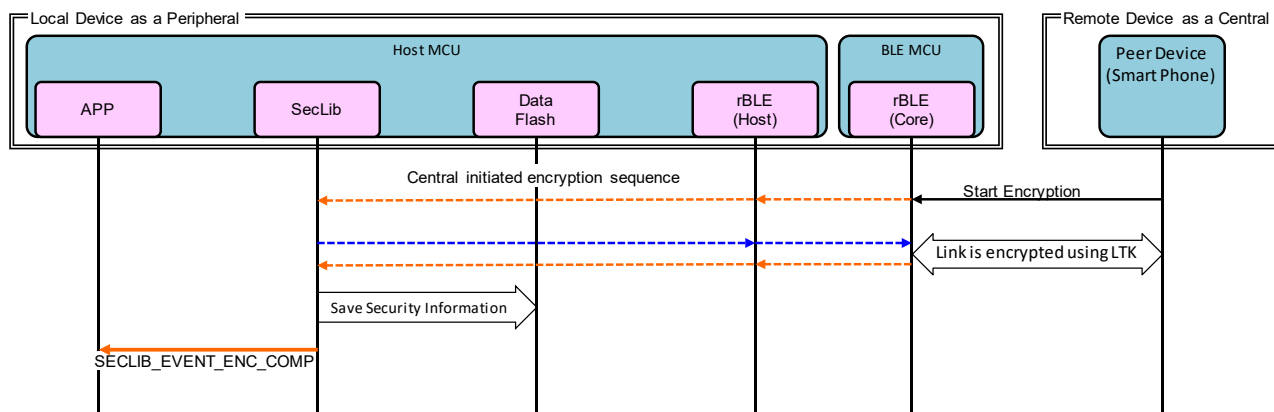 Local Device as a Peripheral
Remote Device as a Central
Host MCU
BLE MCU
Peer Device
(Smart Phone)
APP
SecLib
Data
Flash
rBLE
(Host)
rBLE
(Core)
Central initiated encryption sequence
Start Encryption
Link is encrypted using LTK
Save Security Information
SECLIB_EVENT_ENC_COMP